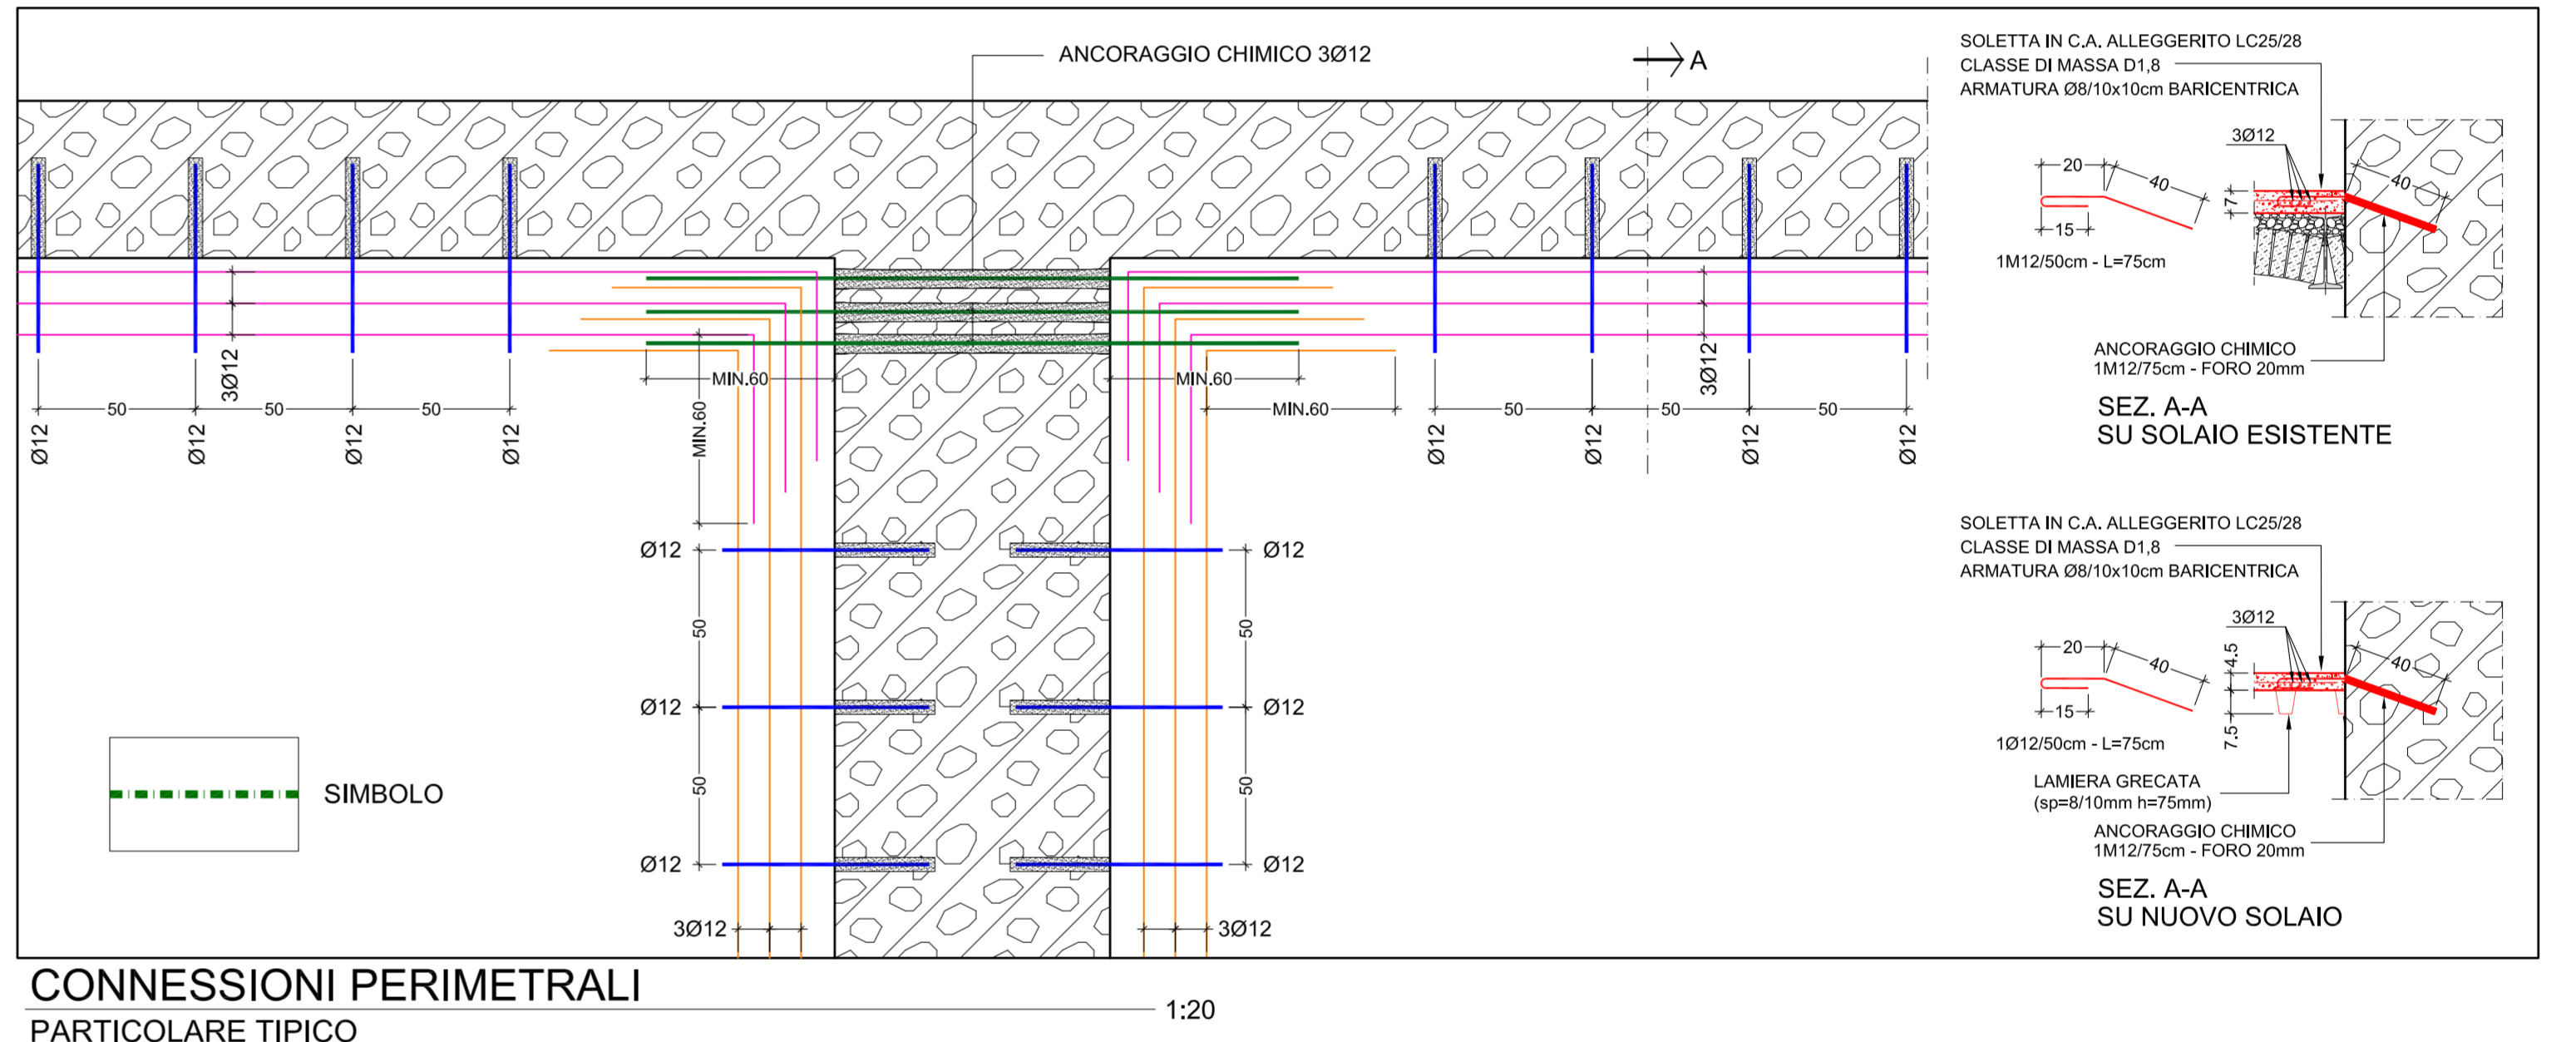 ANCORAGGIO CHIMICO 3Ø12
A
3Ø12
50
50
50
Ø12
Ø12
Ø12
Ø12
MIN.60
MIN.60
MIN.60
MIN.60
3Ø12
50
50
50
Ø12
Ø12
Ø12
Ø12
Ø12
Ø12
50
50
Ø12
Ø12
50
50
Ø12
Ø12
3Ø12
3Ø12
SIMBOLO
SOLETTA IN C.A. ALLEGGERITO LC25/28
CLASSE DI MASSA D1,8
ARMATURA Ø8/10x10cm BARICENTRICA
3Ø12
20
40
15
7
40
1M12/50cm - L=75cm
ANCORAGGIO CHIMICO
1M12/75cm - FORO 20mm
SEZ. A-A
SU SOLAIO ESISTENTE
SOLETTA IN C.A. ALLEGGERITO LC25/28
CLASSE DI MASSA D1,8
ARMATURA Ø8/10x10cm BARICENTRICA
3Ø12
20
40
15
4.5
7.5
40
1Ø12/50cm - L=75cm
LAMIERA GRECATA
(sp=8/10mm h=75mm)
ANCORAGGIO CHIMICO
1M12/75cm - FORO 20mm
SEZ. A-A
SU NUOVO SOLAIO
CONNESSIONI PERIMETRALI
1:20
PARTICOLARE TIPICO